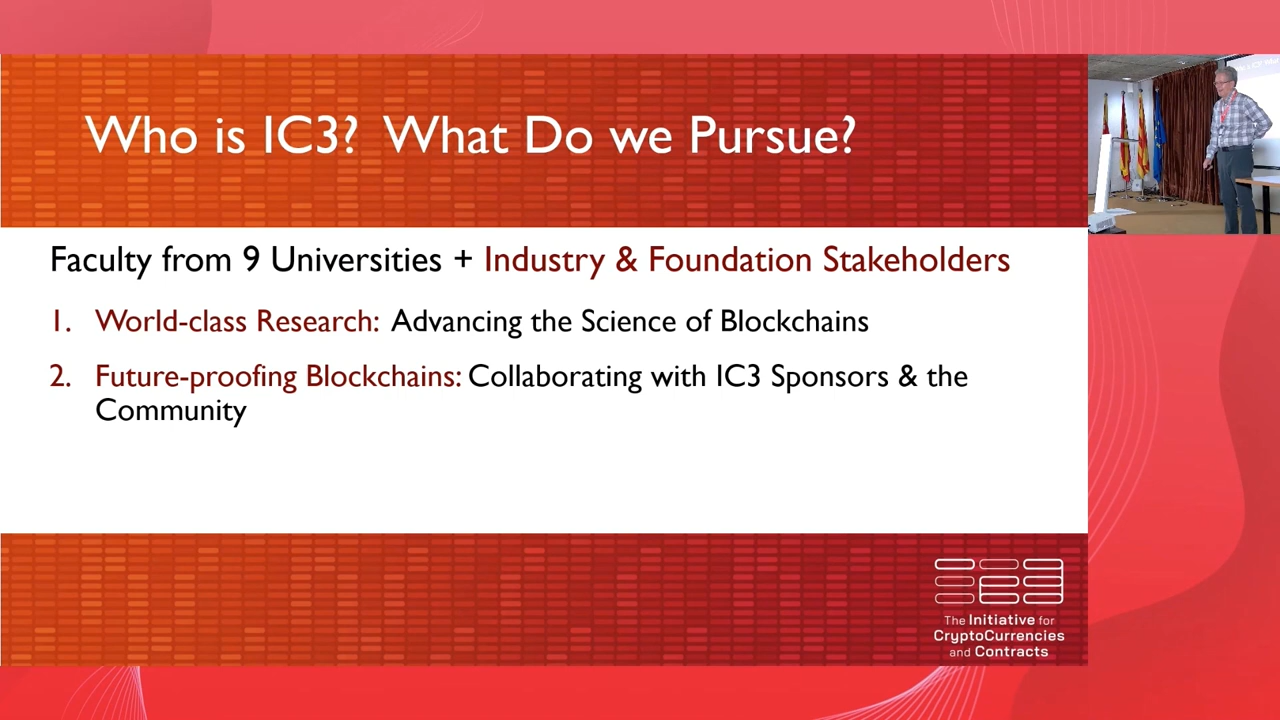 Who is IC3? What Do we Pursue?
Faculty from 9 Universities + Industry & Foundation Stakeholders
1. World-class Research: Advancing the Science of Blockchains
2. Future-proofing Blockchains: Collaborating with IC3 Sponsors & the
Community
The Initiative for
CryptoCurrencies
and Contracts